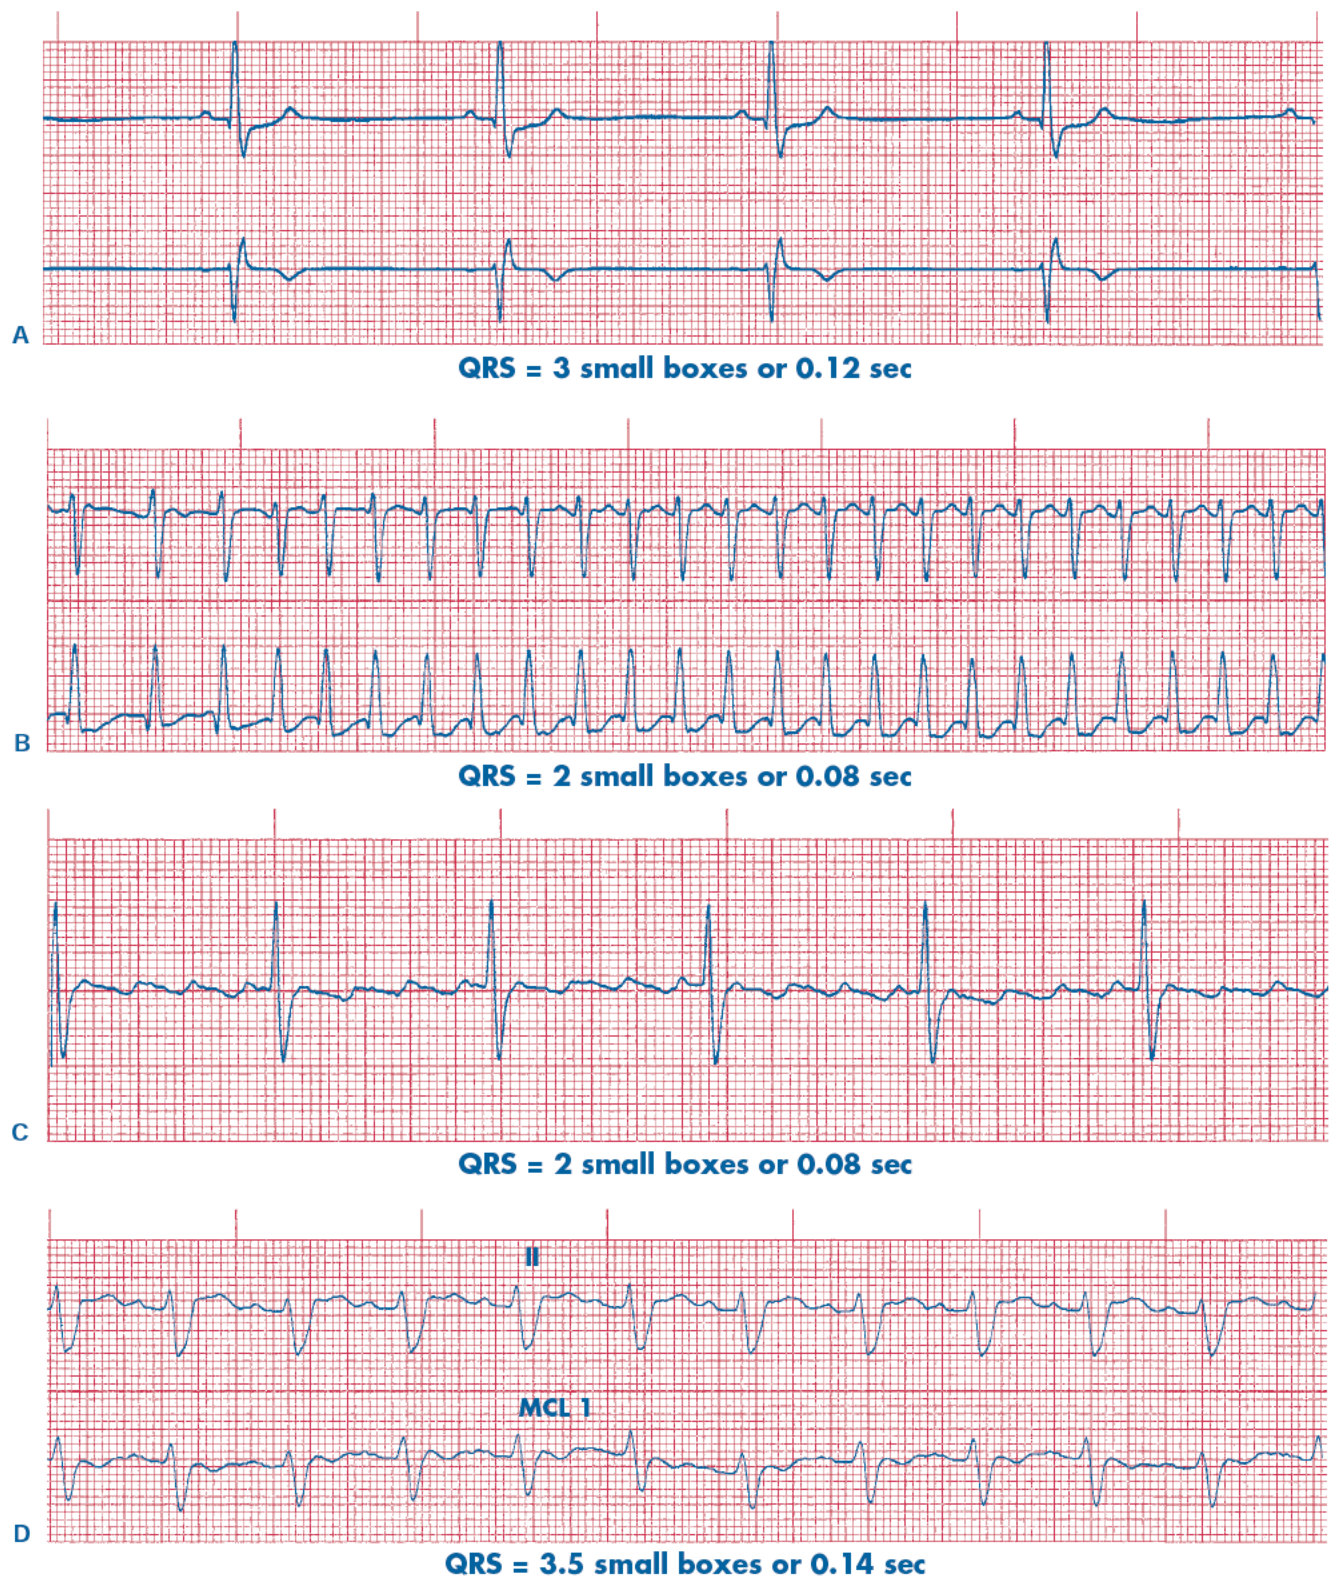 A
QRS = 3 small boxes or 0.12 sec
B
QRS = 2 small boxes or 0.08 sec
C
QRS = 2 small boxes or 0.08 sec
II
MCL 1
D
QRS = 3.5 small boxes or 0.14 sec